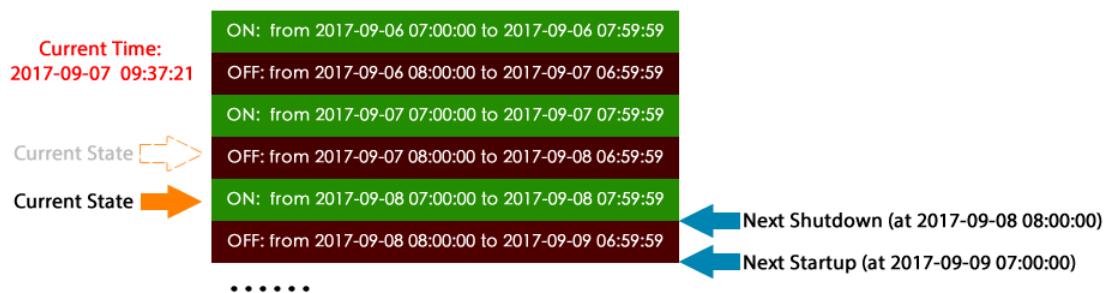 Current Time:
2017-09-07 09:37:21
ON: from 2017-09-06 07:00:00 to 2017-09-06 07:59:59
OFF: from 2017-09-06 08:00:00 to 2017-09-07 06:59:59
ON: from 2017-09-07 07:00:00 to 2017-09-07 07:59:59
Current State
OFF: from 2017-09-07 08:00:00 to 2017-09-08 06:59:59
Current State
ON: from 2017-09-08 07:00:00 to 2017-09-08 07:59:59
Next Shutdown (at 2017-09-08 08:00:00)
OFF: from 2017-09-08 08:00:00 to 2017-09-09 06:59:59
Next Startup (at 2017-09-09 07:00:00)
......